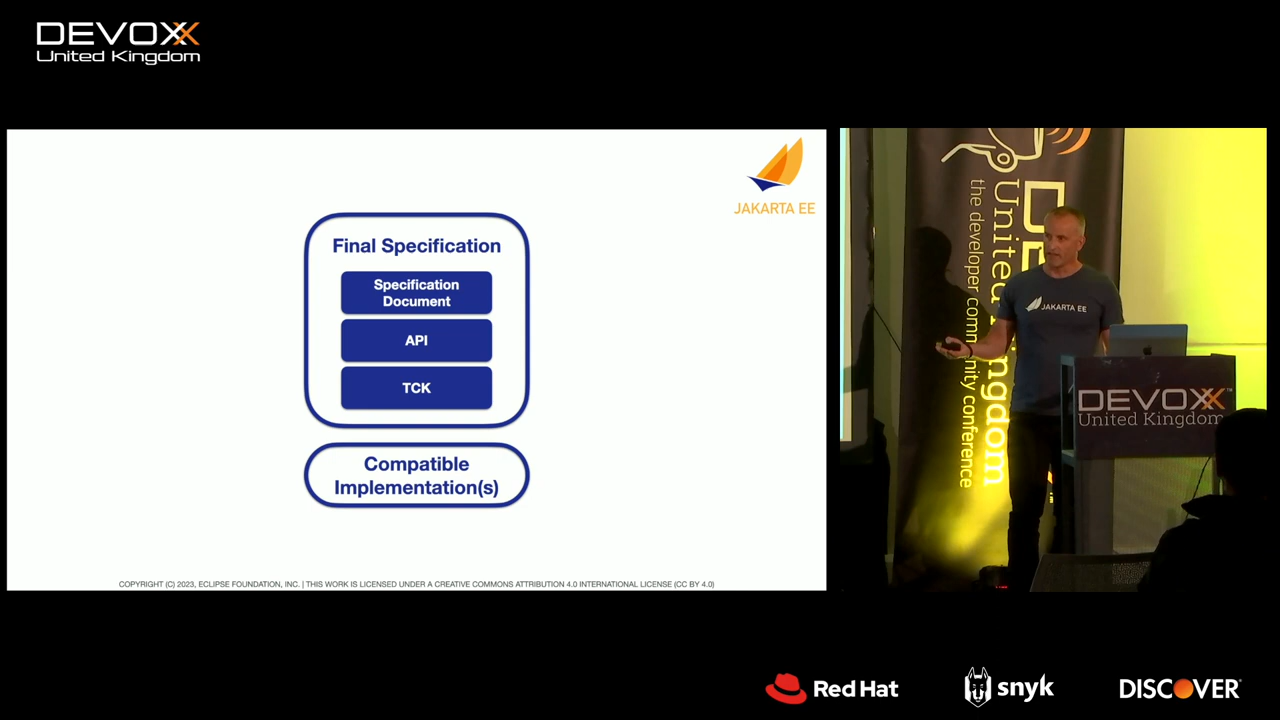 DEVOXX
United Kingdom
JAKARTA EE
Final Specification
Specification
Document
API
TCK
Compatible
Implementation(s)
COPYRIGHT (C) 2023, ECLIPSE FOUNDATION, INC. | THIS WORK IS LICENSED UNDER A CREATIVE COMMONS ATTRIBUTION 4.0 INTERNATIONAL LICENSE (CC BY 4.0)
the developer community conference
JAKARTA EE
DEVOXX™
United Kingdom
Red Hat
snyk
DISCOVER